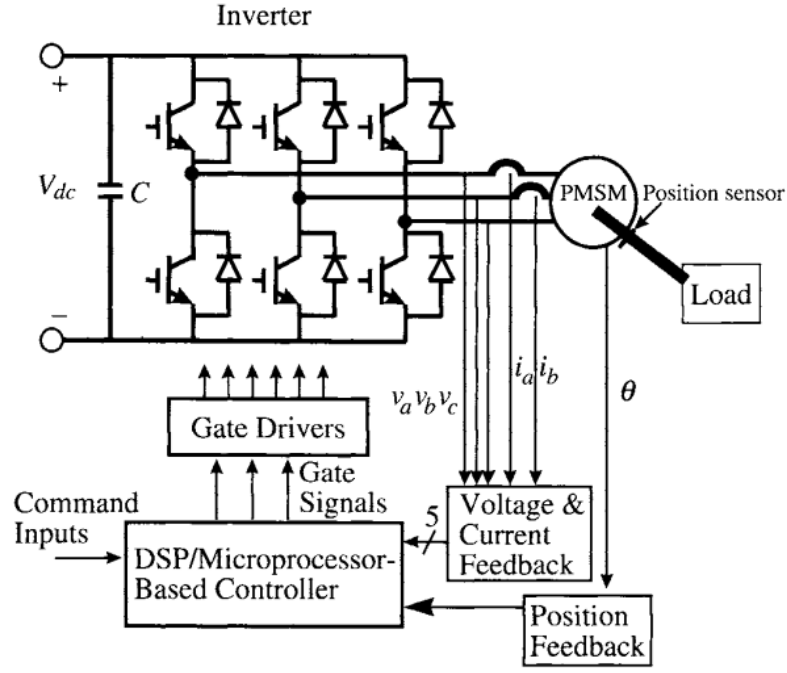 Inverter
+
V_dc
C
−
PMSM
Position sensor
Load
v_a v_b v_c
i_a i_b
θ
Gate Drivers
Gate
Signals
Command
Inputs
5
Voltage &
Current
Feedback
DSP/Microprocessor-
Based Controller
Position
Feedback